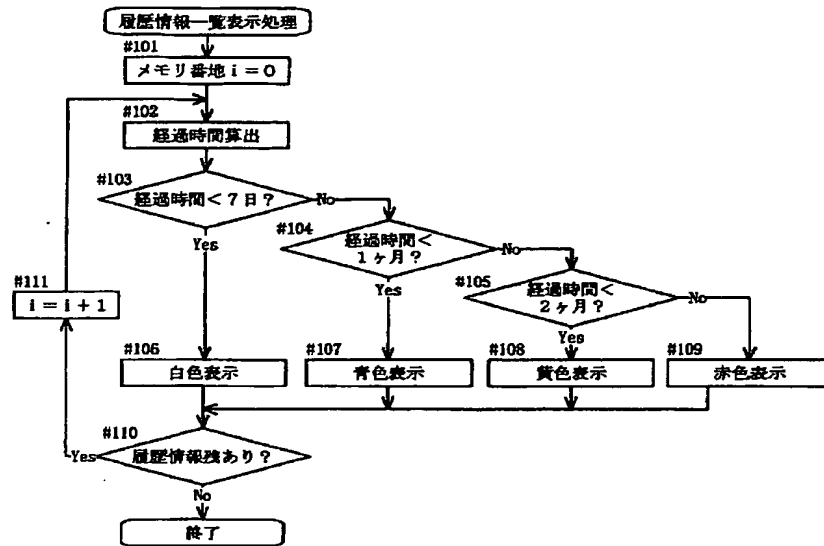 履歴情報一覧表示処理
#101
メモリ番地i=0
#102
経過時間算出
#103
経過時間<7日?
No
Yes
#104
経過時間<
1ヶ月?
No
Yes
#105
経過時間<
2ヶ月?
No
Yes
#111
i=i+1
#106
白色表示
#107
青色表示
#108
黄色表示
#109
赤色表示
#110
履歴情報残あり?
Yes
No
終了